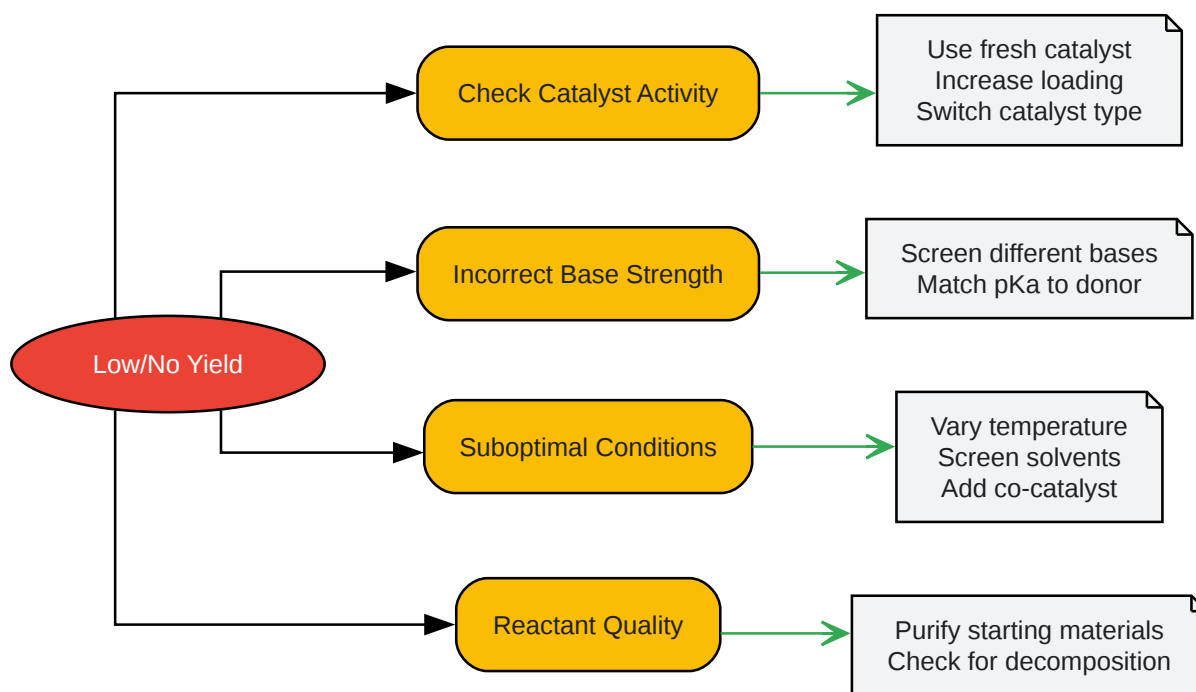 Low/No Yield
Check Catalyst Activity
Use fresh catalyst
Increase loading
Switch catalyst type
Incorrect Base Strength
Screen different bases
Match pKa to donor
Suboptimal Conditions
Vary temperature
Screen solvents
Add co-catalyst
Reactant Quality
Purify starting materials
Check for decomposition